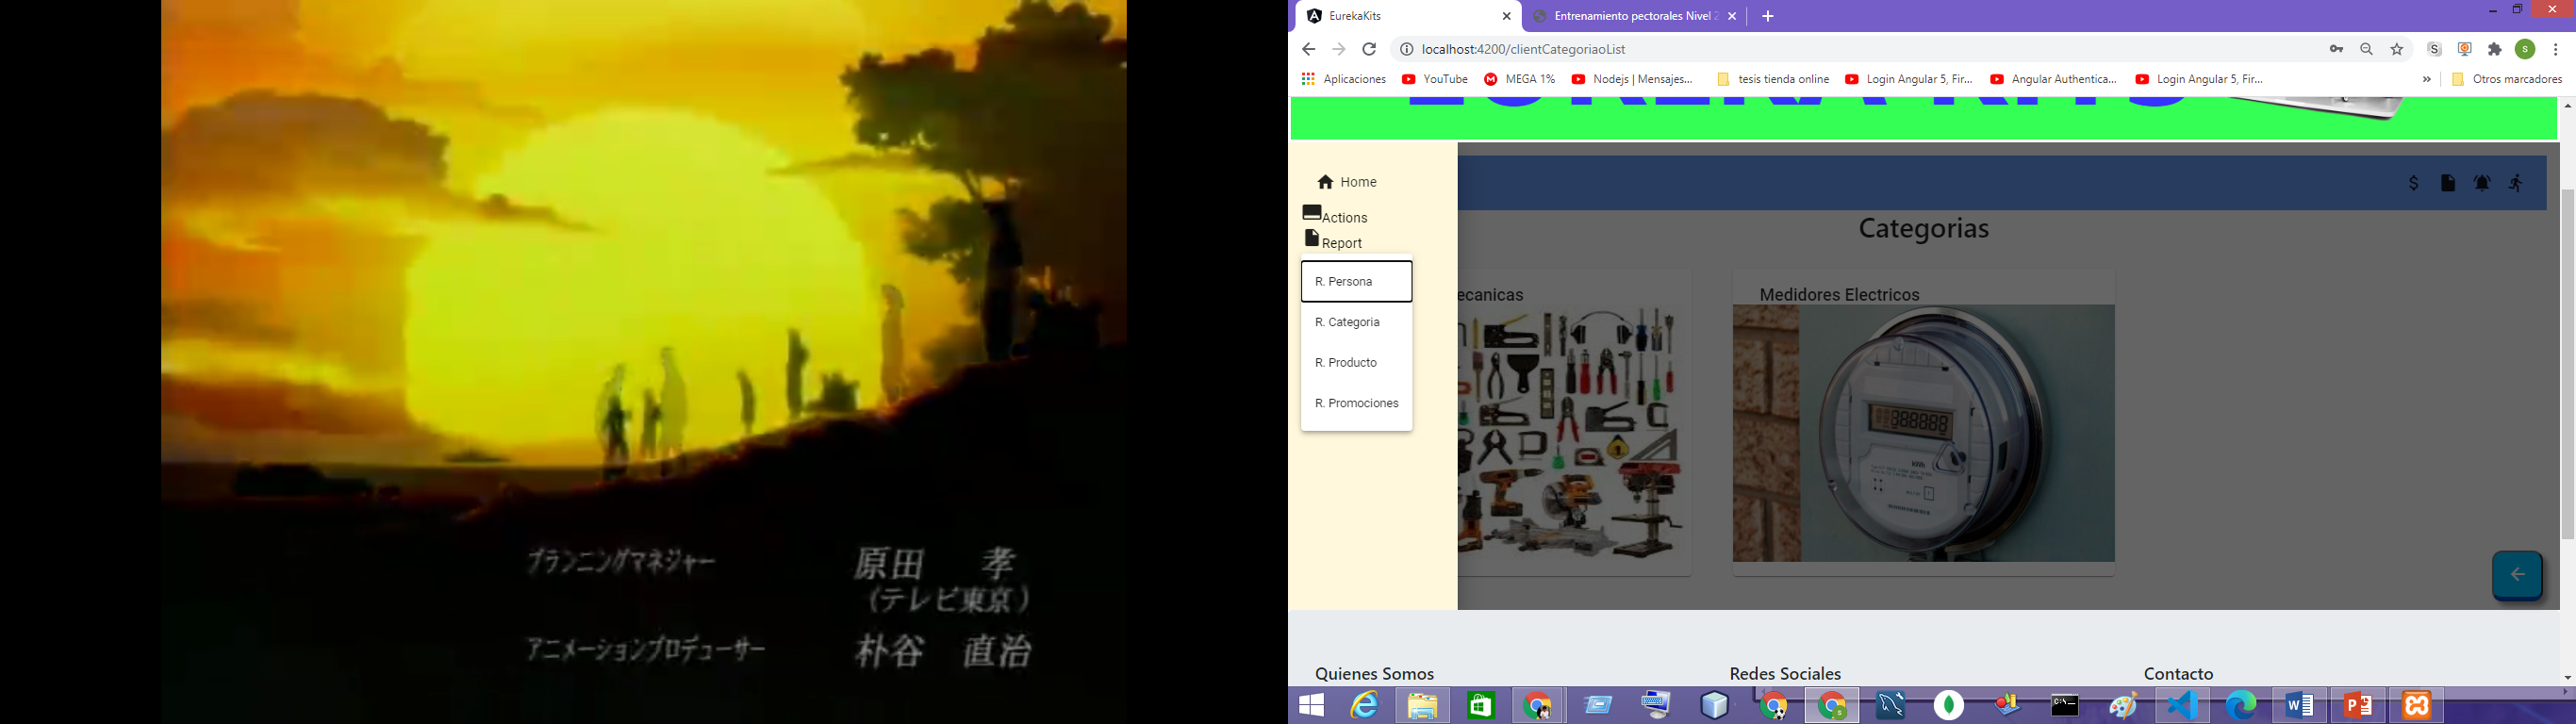 プランニングマネジャー 原田 孝
(テレビ東京)
アニメーションプロデューサー 朴谷 直治
EurekaKits
Entrenamiento pectorales Nivel 2
localhost:4200/clientCategoriaoList
Aplicaciones YouTube MEGA 1% Nodejs | Mensajes... tesis tienda online Login Angular 5, Fir... Angular Authentica... Login Angular 5, Fir... » Otros marcadores
Home
Actions
Report
R. Persona
R. Categoria
R. Producto
R. Promociones
Categorias
ecanicas
Medidores Electricos
kWh
Quienes Somos
Redes Sociales
Contacto